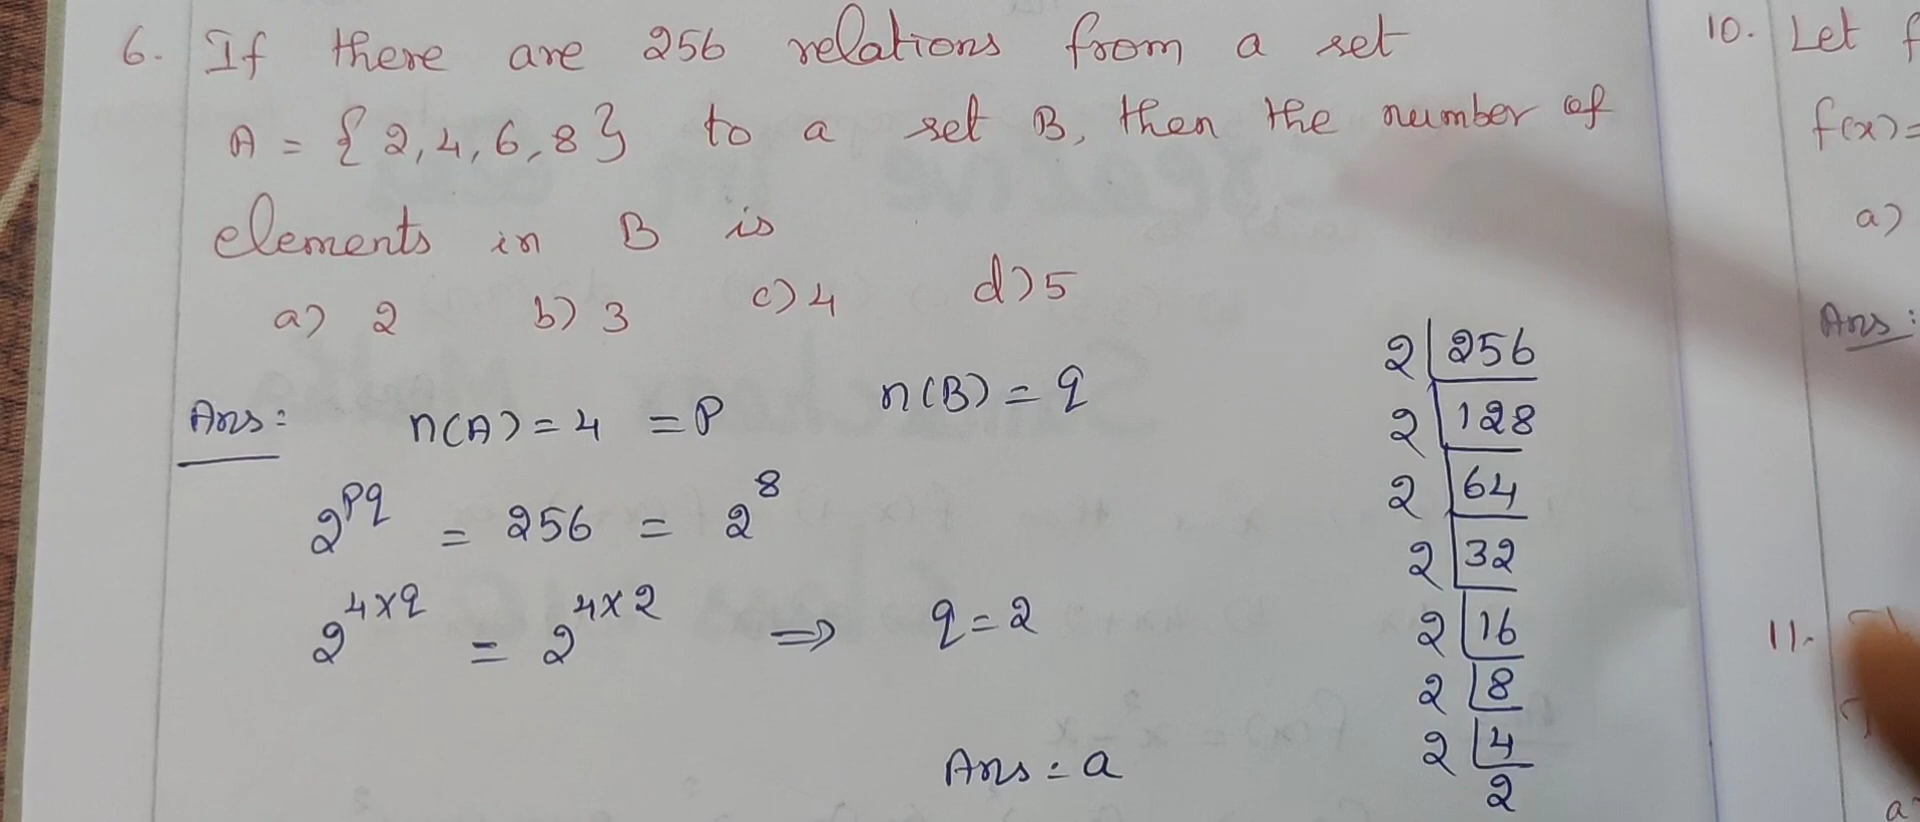 6. If there are 256 relations from a set
A = {2,4,6,8} to a set B, then the number of
elements in B is
a) 2 b) 3 c) 4 d) 5
Ans: n(A) = 4 = P n(B) = q
2^pq = 256 = 2^8
2^4×q = 2^4×2 ⇒ q = 2
Ans = a
2 | 256
2 | 128
2 | 64
2 | 32
2 | 16
2 | 8
2 | 4
2
10. Let f
f(x) =
a)
Ans:
11.
a